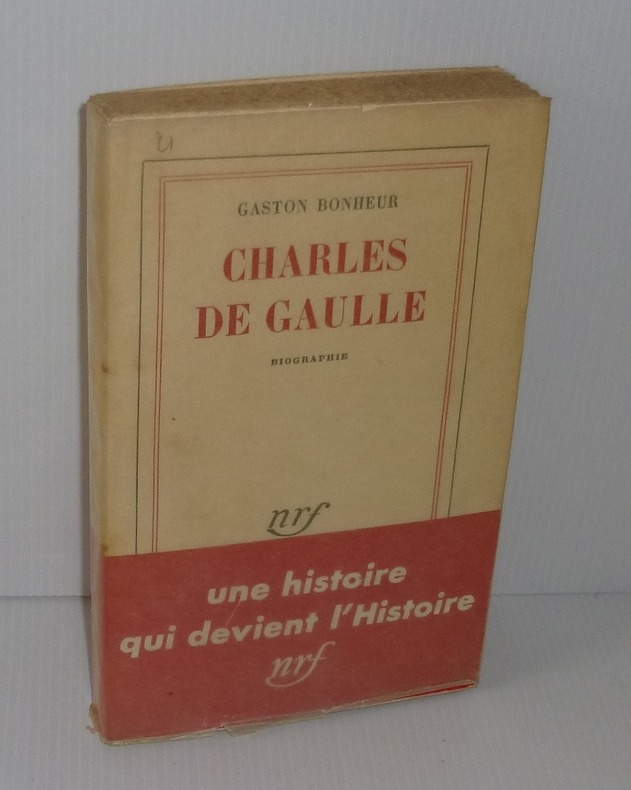 GASTON BONHEUR
CHARLES
DE GAULLE
BIOGRAPHIE
nrf
une histoire
qui devient l'Histoire
nrf